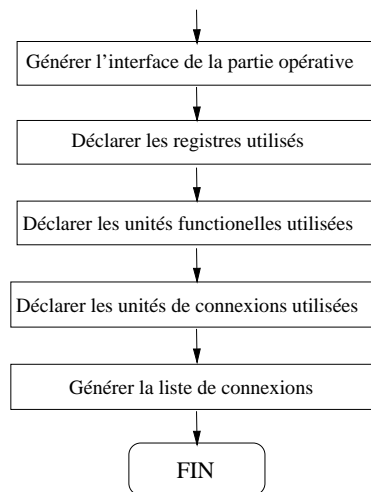 Générer l’interface de la partie opérative
Déclarer les registres utilisés
Déclarer les unités functionelles utilisées
Déclarer les unités de connexions utilisées
Générer la liste de connexions
FIN